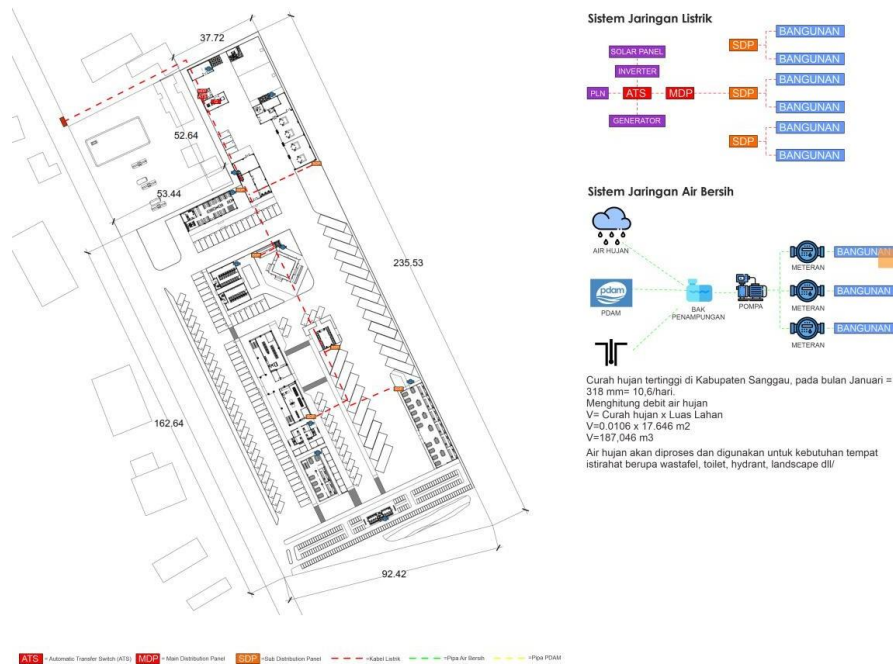 37.72
52.64
53.44
235.53
162.64
92.42
Sistem Jaringan Listrik
SOLAR PANEL
INVERTER
PLN
ATS
MDP
GENERATOR
SDP
BANGUNAN
BANGUNAN
SDP
BANGUNAN
BANGUNAN
SDP
BANGUNAN
BANGUNAN
Sistem Jaringan Air Bersih
AIR HUJAN
pdam
PDAM
BAK
PENAMPUNGAN
POMPA
METERAN
BANGUNAN
METERAN
BANGUNAN
METERAN
BANGUNAN
Curah hujan tertinggi di Kabupaten Sanggau, pada bulan Januari =
318 mm= 10,6/hari.
Menghitung debit air hujan
V= Curah hujan x Luas Lahan
V=0.0106 x 17.646 m2
V=187,046 m3
Air hujan akan diproses dan digunakan untuk kebutuhan tempat
istirahat berupa wastafel, toilet, hydrant, landscape dll/
ATS = Automatic Transfer Switch (ATS) MDP = Main Distribution Panel SDP =Sub Distribution Panel =Kabel Listrik =Pipa Air Bersih =Pipa PDAM